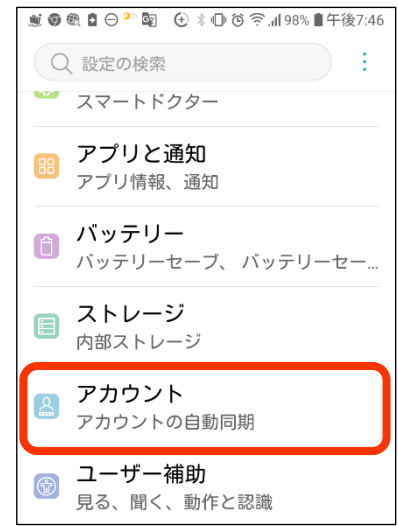 98% 午後7:46
設定の検索
スマートドクター
アプリと通知
アプリ情報、通知
バッテリー
バッテリーセーブ、 バッテリーセー...
ストレージ
内部ストレージ
アカウント
アカウントの自動同期
ユーザー補助
見る、聞く、動作と認識